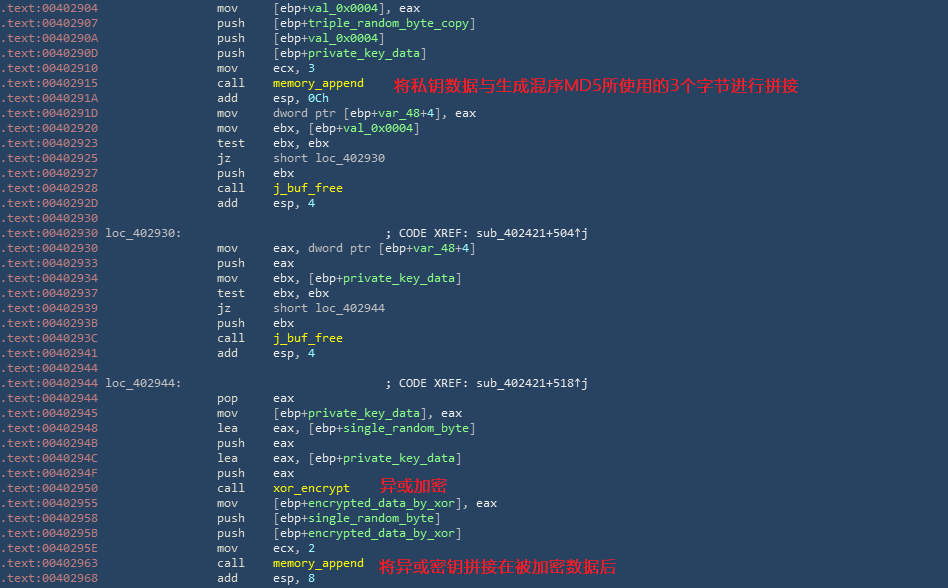 .text:00402904 mov [ebp+val_0x0004], eax
.text:00402907 push [ebp+triple_random_byte_copy]
.text:0040290A push [ebp+val_0x0004]
.text:0040290D push [ebp+private_key_data]
.text:00402910 mov ecx, 3
.text:00402915 call memory_append 将私钥数据与生成混序MD5所使用的3个字节进行拼接
.text:0040291A add esp, 0Ch
.text:0040291D mov dword ptr [ebp+var_48+4], eax
.text:00402920 mov ebx, [ebp+val_0x0004]
.text:00402923 test ebx, ebx
.text:00402925 jz short loc_402930
.text:00402927 push ebx
.text:00402928 call j_buf_free
.text:0040292D add esp, 4
.text:00402930
.text:00402930 loc_402930: ; CODE XREF: sub_402421+504↑j
.text:00402930 mov eax, dword ptr [ebp+var_48+4]
.text:00402933 push eax
.text:00402934 mov ebx, [ebp+private_key_data]
.text:00402937 test ebx, ebx
.text:00402939 jz short loc_402944
.text:0040293B push ebx
.text:0040293C call j_buf_free
.text:00402941 add esp, 4
.text:00402944
.text:00402944 loc_402944: ; CODE XREF: sub_402421+518↑j
.text:00402944 pop eax
.text:00402945 mov [ebp+private_key_data], eax
.text:00402948 lea eax, [ebp+single_random_byte]
.text:0040294B push eax
.text:0040294C lea eax, [ebp+private_key_data]
.text:0040294F push eax
.text:00402950 call xor_encrypt 异或加密
.text:00402955 mov [ebp+encrypted_data_by_xor], eax
.text:00402958 push [ebp+single_random_byte]
.text:0040295B push [ebp+encrypted_data_by_xor]
.text:0040295E mov ecx, 2
.text:00402963 call memory_append 将异或密钥拼接在被加密数据后
.text:00402968 add esp, 8